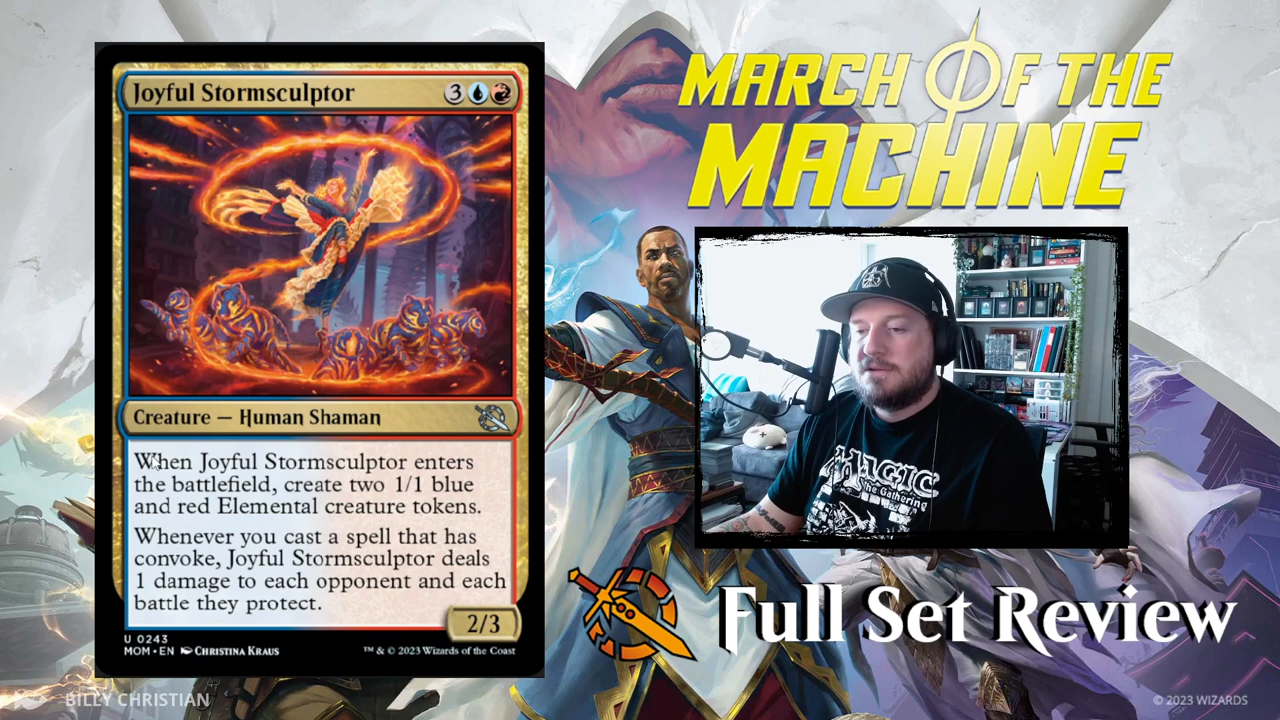 Joyful Stormsculptor
3
Creature — Human Shaman
When Joyful Stormsculptor enters
the battlefield, create two 1/1 blue
and red Elemental creature tokens.
Whenever you cast a spell that has
convoke, Joyful Stormsculptor deals
1 damage to each opponent and each
battle they protect.
2/3
U 0243
MOM • EN Christina Kraus
™ & © 2023 Wizards of the Coast
MARCH OF THE
MACHINE
MAGIC
The Gathering
Full Set Review
BILLY CHRISTIAN
© 2023 WIZARDS